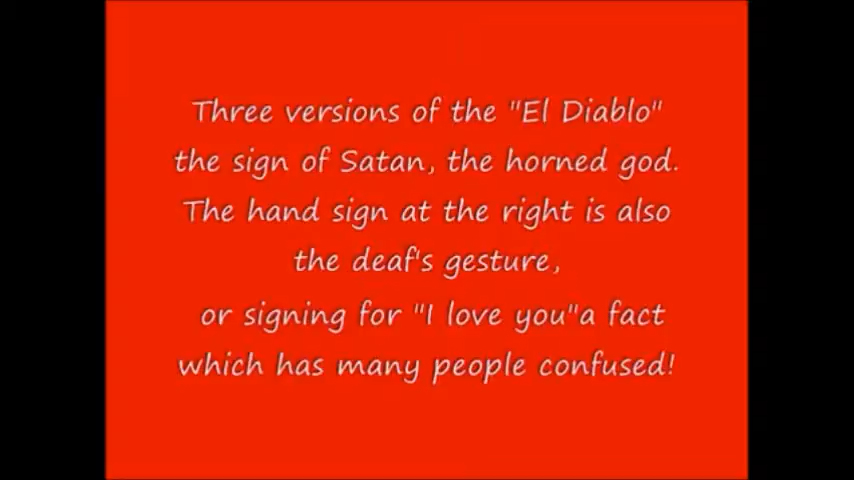 Three versions of the "El Diablo"
the sign of Satan, the horned god.
The hand sign at the right is also
the deaf's gesture,
or signing for "I love you"a fact
which has many people confused!